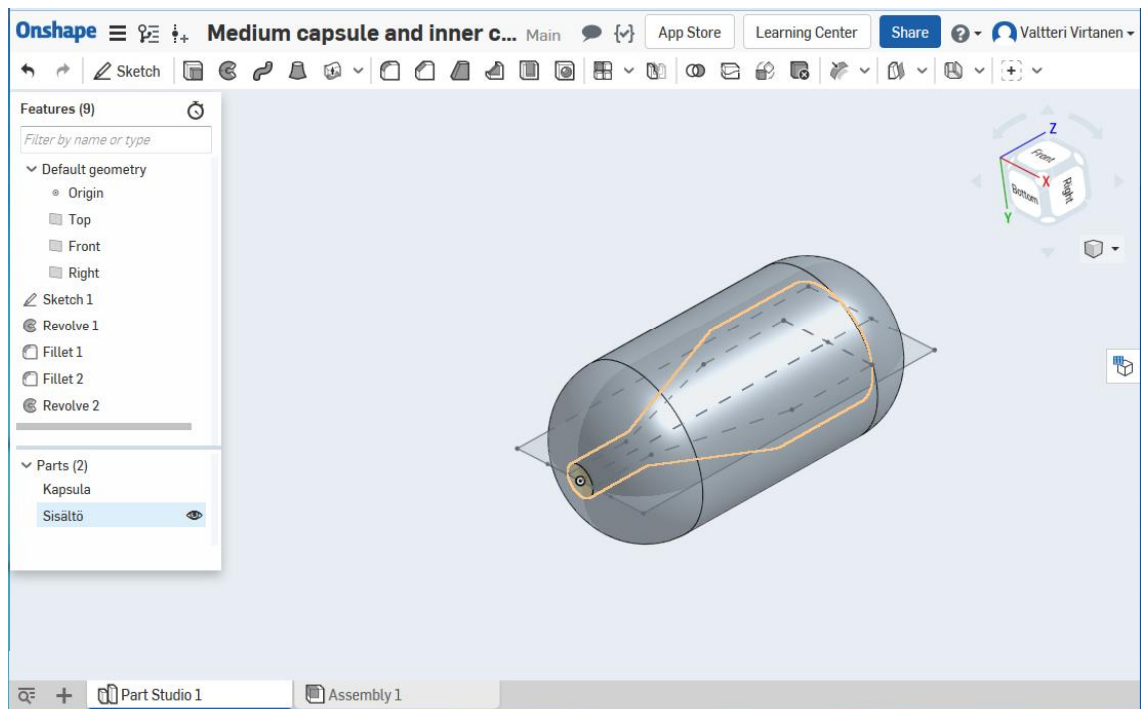 Onshape Medium capsule and inner c... Main App Store Learning Center Share Valtteri Virtanen
Sketch
Features (9)
Filter by name or type
Default geometry
Origin
Top
Front
Right
Sketch 1
Revolve 1
Fillet 1
Fillet 2
Revolve 2
Parts (2)
Kapsula
Sisältö
Z
Front
X
Bottom
Right
Y
Part Studio 1 Assembly 1